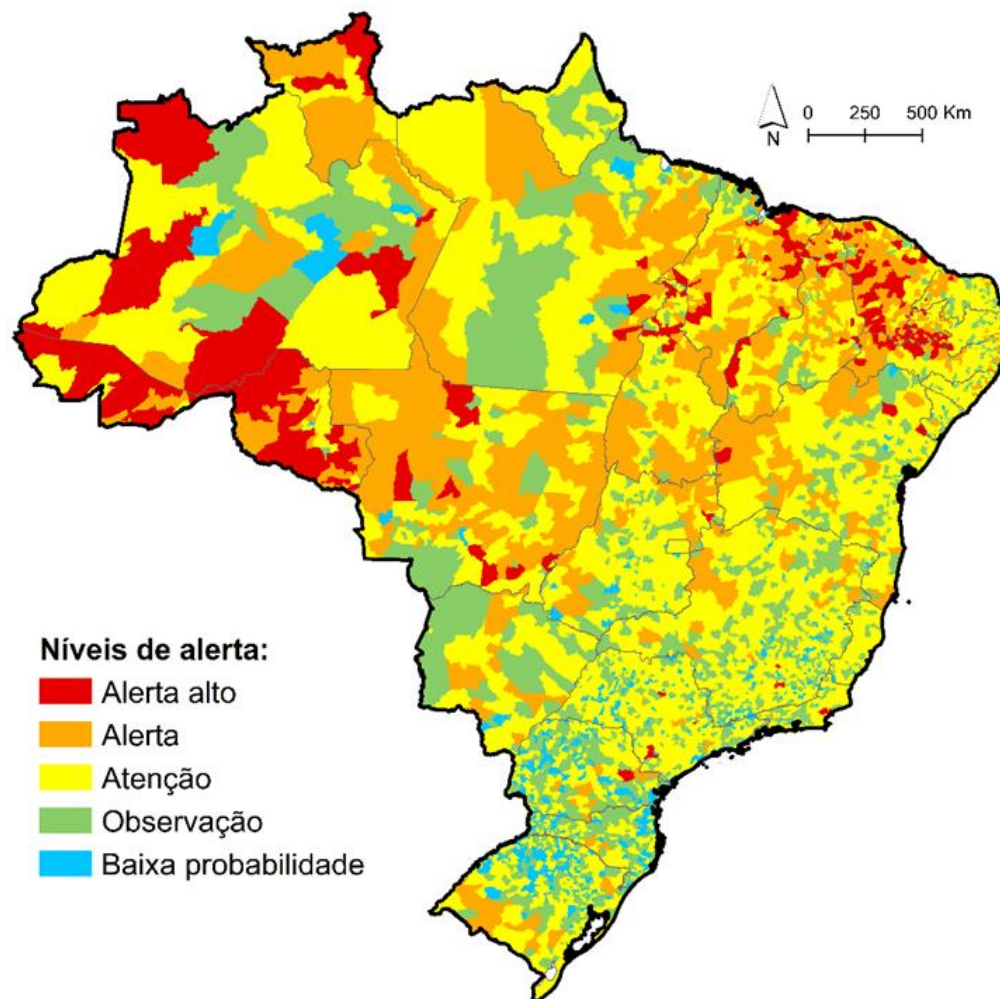 N
0 250 500 Km
Níveis de alerta:
Alerta alto
Alerta
Atenção
Observação
Baixa probabilidade